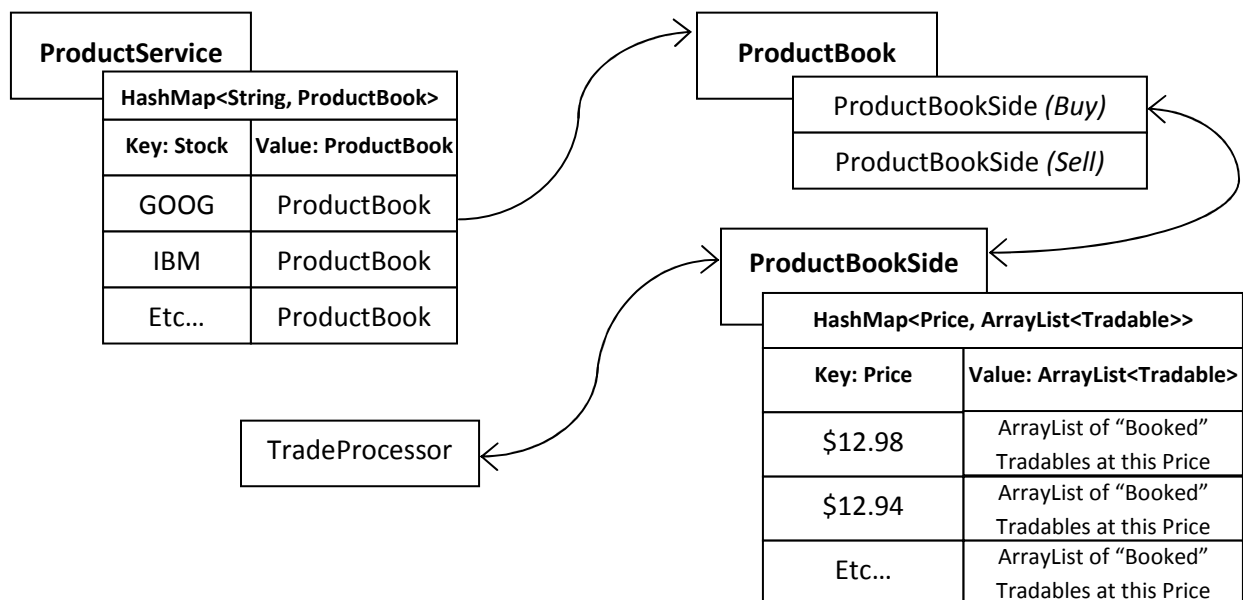 ProductService
HashMap<String, ProductBook>
Key: Stock Value: ProductBook
GOOG ProductBook
IBM ProductBook
Etc... ProductBook
ProductBook
ProductBookSide (Buy)
ProductBookSide (Sell)
ProductBookSide
HashMap<Price, ArrayList<Tradable>>
Key: Price Value: ArrayList<Tradable>
$12.98 ArrayList of “Booked”
Tradables at this Price
$12.94 ArrayList of “Booked”
Tradables at this Price
Etc... ArrayList of “Booked”
Tradables at this Price
TradeProcessor